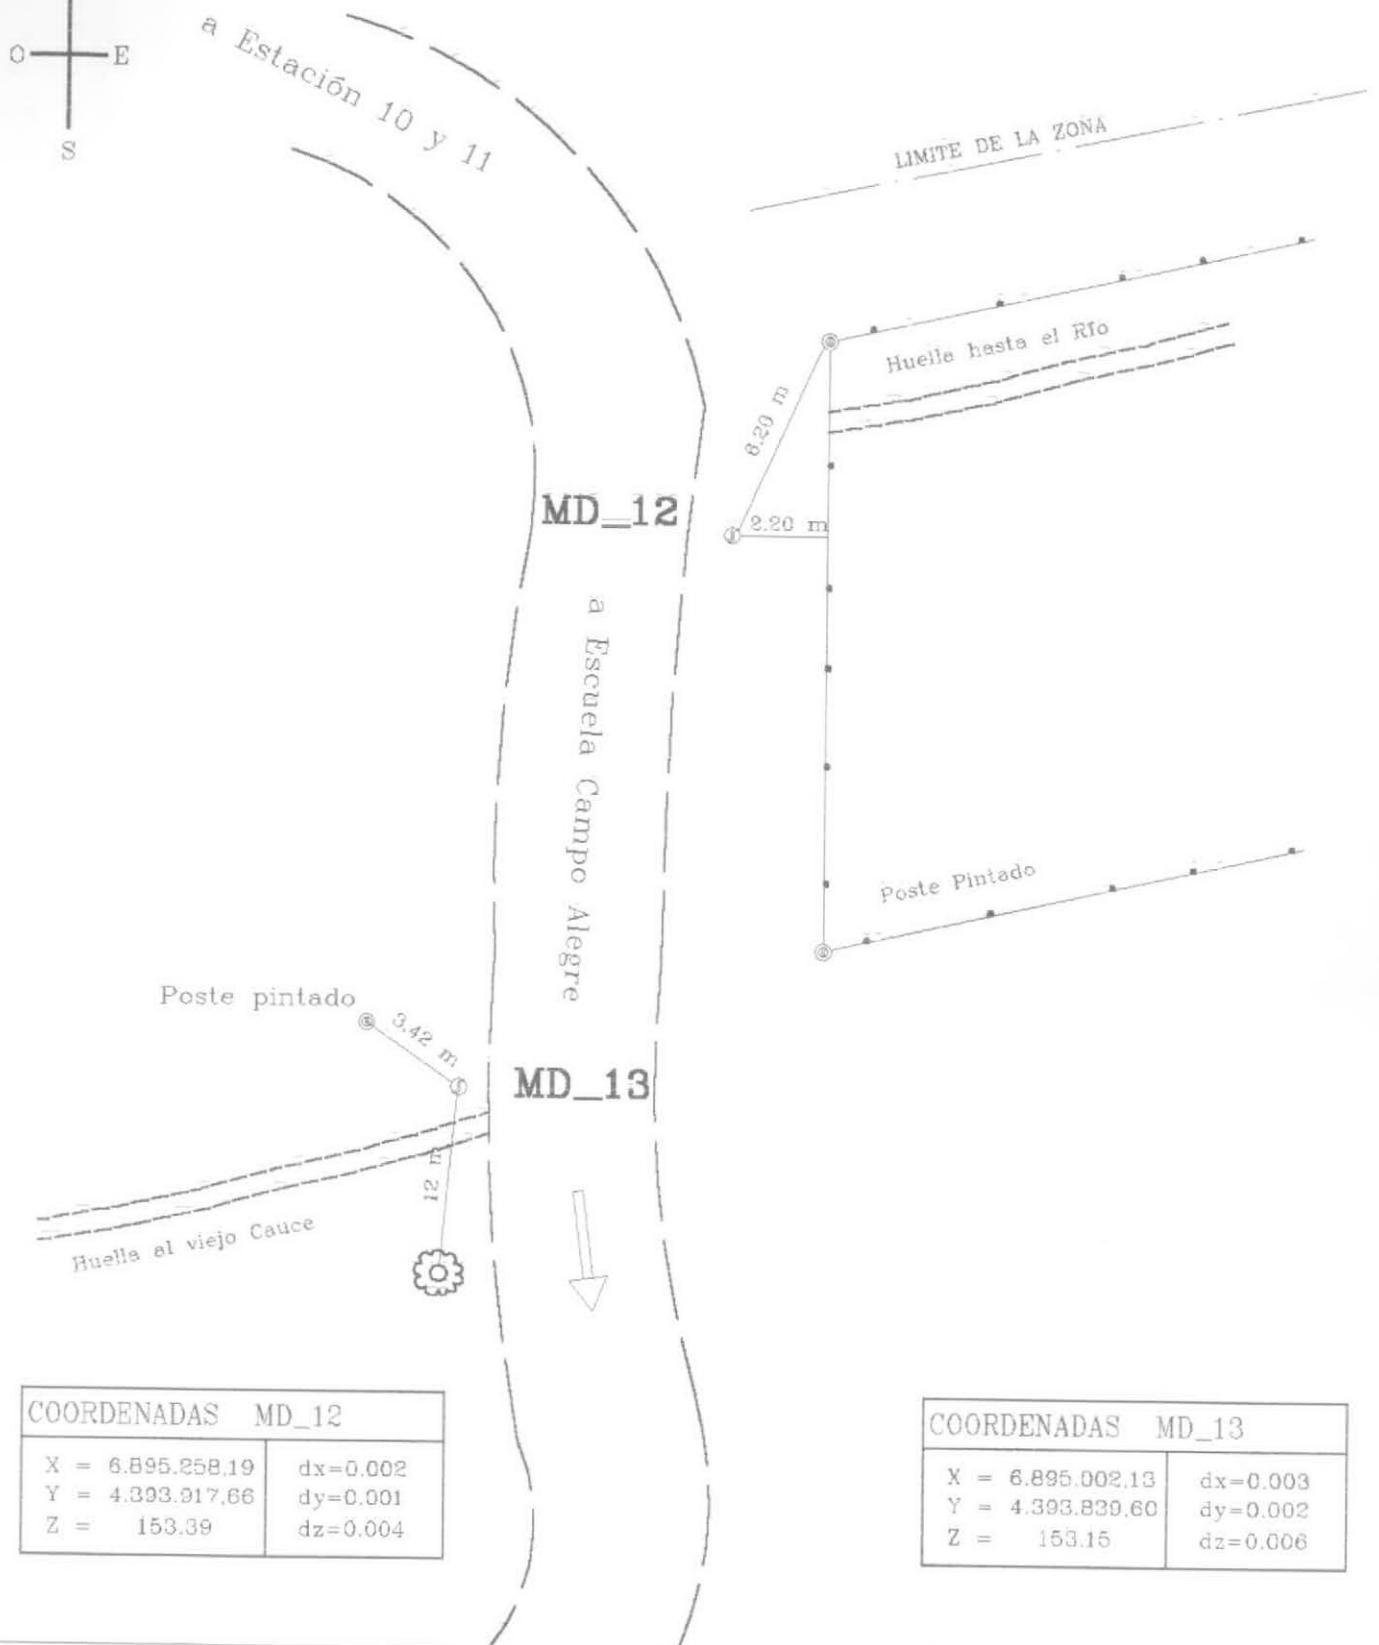 O E
S
a Estación 10 y 11
LIMITE DE LA ZONA
Huella hasta el Río
8.20 m
MD_12
2.20 m
a Escuela Campo Alegre
Poste Pintado
Poste pintado
3.42 m
MD_13
12 m
Huella al viejo Cauce
COORDENADAS MD_12
X = 6.895.258,19 dx=0.002
Y = 4.393.917,66 dy=0.001
Z = 153.39 dz=0.004
COORDENADAS MD_13
X = 6.895.002,13 dx=0.003
Y = 4.393.839,60 dy=0.002
Z = 153.15 dz=0.006